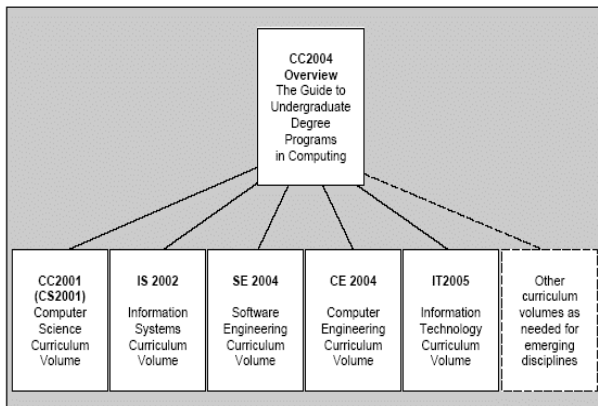 CC2004
Overview
The Guide to
Undergraduate
Degree
Programs
in Computing
CC2001
(CS2001)
Computer
Science
Curriculum
Volume
IS 2002
Information
Systems
Curriculum
Volume
SE 2004
Software
Engineering
Curriculum
Volume
CE 2004
Computer
Engineering
Curriculum
Volume
IT2005
Information
Technology
Curriculum
Volume
Other
curriculum
volumes as
needed for
emerging
disciplines